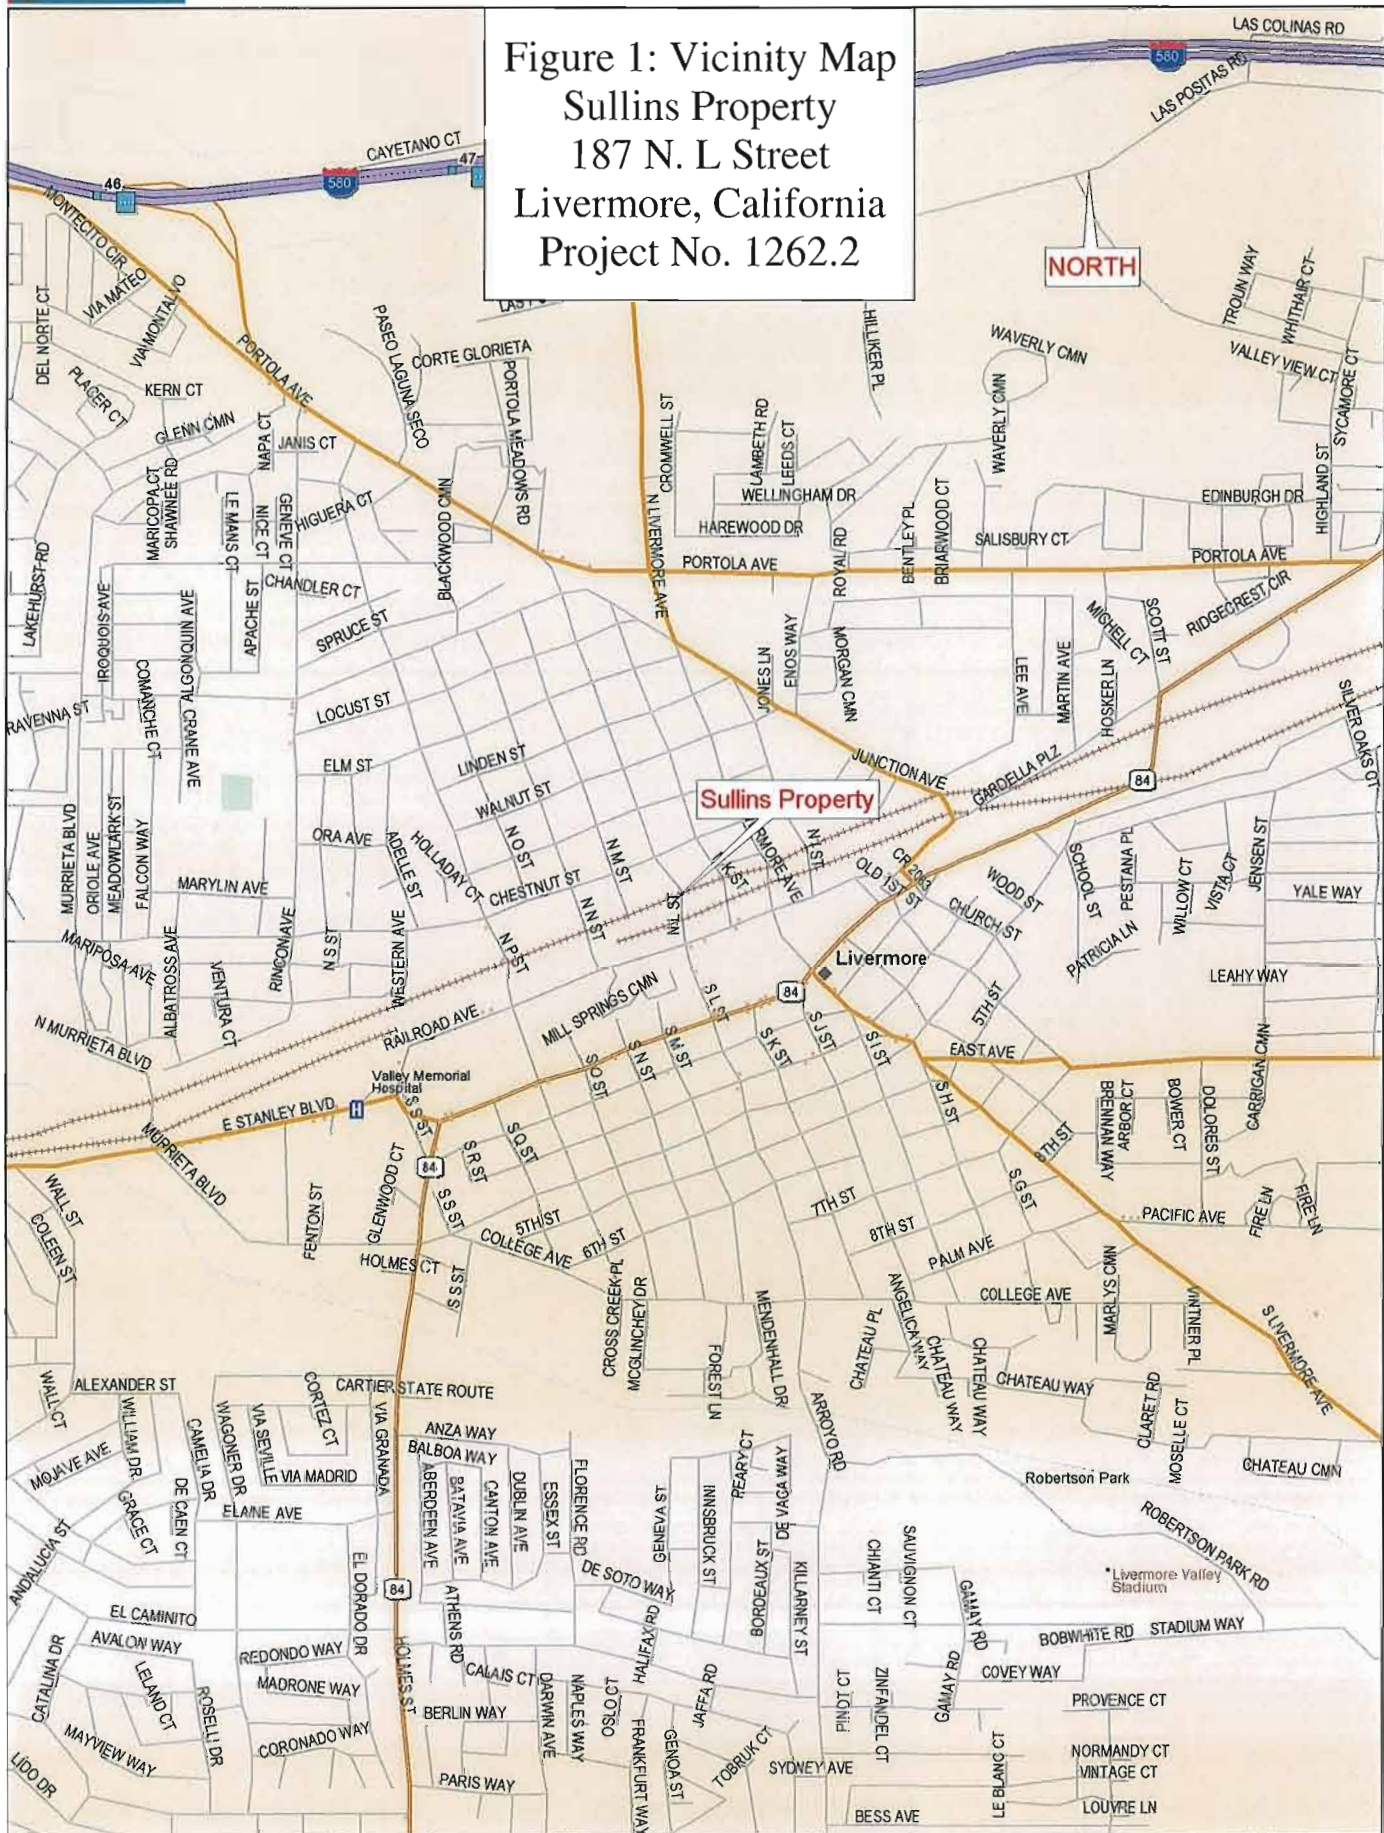 Figure 1: Vicinity Map
Sullins Property
187 N. L Street
Livermore, California
Project No. 1262.2
LAS COLINAS RD
580
LAS POSITAS RD
CAYETANO CT
47
580
46
NORTH
MONTECITO CIR
VIA MATEO
VIA MONTALVO
DEL NORTE CT
PLACER CT
KERN CT
GLENN CMN
PORTOLA AVE
NAPA CT
JANIS CT
PASEO LAGUNA SECO
CORTE GLORIETA
PORTOLA MEADOWS RD
HILLIKER PL
WAVERLY CMN
WAVERLY CMN
TROUN WAY
WHITHAIR CT
VALLEY VIEW CT
SYCAMORE CT
HIGHLAND ST
CROMWELL ST
LAMBETH RD
LEEDS CT
WELLINGHAM DR
HAREWOOD DR
N LIVERMORE AVE
PORTOLA AVE
ROYAL RD
BENTLEY PL
BRIARWOOD CT
SALISBURY CT
EDINBURGH DR
PORTOLA AVE
RIDGECREST CIR
MARICOPA CT
SHAWNEE RD
LE MANS CT
NICE CT
GENEVE CT
HIGUERA CT
BLACKWOOD CMN
CHANDLER CT
LAKEHURST RD
IROQUOIS AVE
ALGONQUIN AVE
APACHE ST
SPRUCE ST
COMANCHE CT
CRANE AVE
RAVENNA ST
LOCUST ST
ELM ST
LINDEN ST
WALNUT ST
JONES LN
ENOS WAY
MORGAN CMN
LEE AVE
MARTIN AVE
HOSKER LN
MICHELL CT
SCOTT ST
SILVER OAKS CT
JUNCTION AVE
GARDELLA PLZ
84
Sullins Property
MURRIETA BLVD
ORIOLE AVE
MEADOWLARK ST
FALCON WAY
MARYLIN AVE
ORA AVE
ADELLE ST
HOLLADAY CT
CHESTNUT ST
N O ST
N M ST
N N ST
N L ST
N I ST
CR 2063
OLD 1ST ST
WOOD ST
CHURCH ST
SCHOOL ST
PESTANA PL
WILLOW CT
VISTA CT
JENSEN ST
YALE WAY
PATRICIA LN
LEAHY WAY
MARIPOSA AVE
ALBATROSS AVE
VENTURA CT
RINCON AVE
N S ST
WESTERN AVE
N P ST
N MURRIETA BLVD
RAILROAD AVE
MILL SPRINGS CMN
Livermore
84
S L ST
S M ST
S N ST
S O ST
S K ST
S J ST
S I ST
5TH ST
EAST AVE
CARRIGAN CMN
Valley Memorial
Hospital
H
E STANLEY BLVD
S S ST
84
S R ST
S Q ST
S H ST
8TH ST
S G ST
BRENNAN WAY
ARBOR CT
BOWER CT
DOLORES ST
FIRE LN
FIRE LN
PACIFIC AVE
MURRIETA BLVD
WALL ST
COLEEN ST
FENTON ST
GLENWOOD CT
HOLMES CT
S S ST
S S ST
5TH ST
COLLEGE AVE
6TH ST
7TH ST
8TH ST
PALM AVE
COLLEGE AVE
CROSS CREEK PL
MCGLINCHEY DR
FOREST LN
MENDENHALL DR
CHATEAU PL
ANGELICA WAY
CHATEAU WAY
CHATEAU WAY
CHATEAU WAY
MARLYS CMN
VINTNER PL
S LIVERMORE AVE
CLARET RD
MOSELLE CT
CHATEAU CMN
WALL CT
ALEXANDER ST
WILLIAM DR
CAMELIA DR
WAGONER DR
VIA SEVILLE
CORTEZ CT
CARTIER
STATE ROUTE
VIA GRANADA
VIA MADRID
MOJAVE AVE
GRACE CT
DE CAEN CT
ELAINE AVE
ANZA WAY
BALBOA WAY
ABERDEEN AVE
BATAVIA AVE
CANTON AVE
DUBLIN AVE
ESSEX ST
FLORENCE RD
GENEVA ST
INNSBRUCK ST
PEARY CT
DE VACA WAY
ARROYO RD
Robertson Park
ROBERTSON PARK RD
Livermore Valley
Stadium
ANDALUCIA ST
EL CAMINITO
AVALON WAY
EL DORADO DR
84
ATHENS RD
DE SOTO WAY
HALIFAX RD
BORDEAUX ST
KILLARNEY ST
CHIANTI CT
SAUVIGNON CT
GAMAY RD
BOBWHITE RD
STADIUM WAY
COVEY WAY
CATALINA DR
LELAND CT
ROSELLI DR
REDONDO WAY
MADRONE WAY
CORONADO WAY
HOLMES ST
CALAIS CT
BERLIN WAY
DARWIN AVE
NAPLES WAY
OSLO CT
FRANKFURT WAY
GENOA ST
JAFFA RD
TOBRUK CT
SYDNEY AVE
PINOT CT
ZINFANDEL CT
GAMAY RD
PROVENCE CT
LE BLANC CT
NORMANDY CT
VINTAGE CT
LOUVRE LN
MAYVIEW WAY
LIDO DR
PARIS WAY
BESS AVE